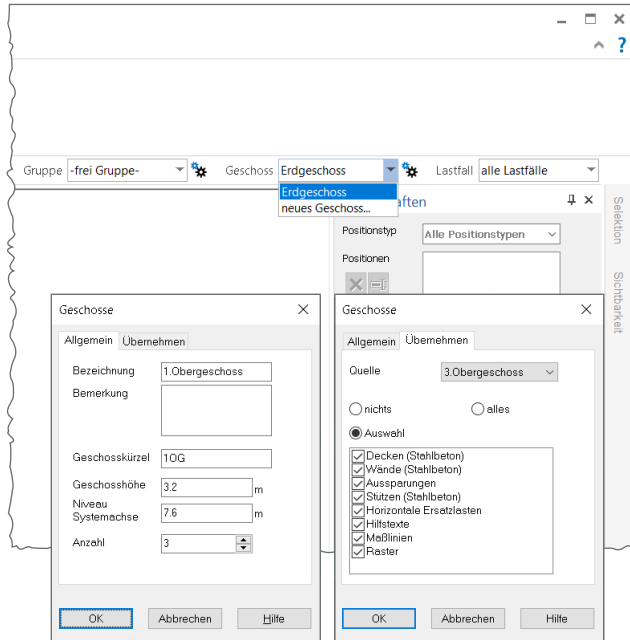 ?
Gruppe -frei Gruppe- Geschoss Erdgeschoss Lastfall alle Lastfälle
Erdgeschoss
neues Geschoss...
aften
Positionstyp Alle Positionstypen
Positionen
Selektion
Sichtbarkeit
Geschosse
Allgemein Übernehmen
Bezeichnung 1.Obergeschoss
Bemerkung
Geschosskürzel 1OG
Geschosshöhe 3.2 m
Niveau
Systemachse 7.6 m
Anzahl 3
OK Abbrechen Hilfe
Geschosse
Allgemein Übernehmen
Quelle 3.Obergeschoss
nichts alles
Auswahl
Decken (Stahlbeton)
Wände (Stahlbeton)
Aussparungen
Stützen (Stahlbeton)
Horizontale Ersatzlasten
Hilfstexte
Maßlinien
Raster
OK Abbrechen Hilfe